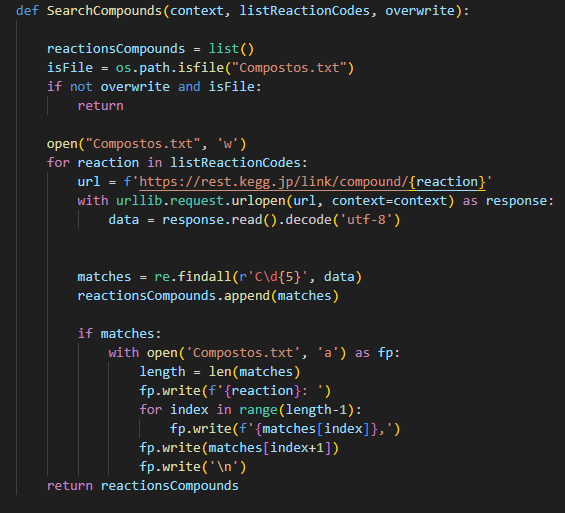 def SearchCompounds(context, listReactionCodes, overwrite):
    reactionsCompounds = list()
    isFile = os.path.isfile("Compostos.txt")
    if not overwrite and isFile:
        return
    open("Compostos.txt", 'w')
    for reaction in listReactionCodes:
        url = f'https://rest.kegg.jp/link/compound/{reaction}'
        with urllib.request.urlopen(url, context=context) as response:
            data = response.read().decode('utf-8')
        matches = re.findall(r'C\d{5}', data)
        reactionsCompounds.append(matches)
        if matches:
            with open('Compostos.txt', 'a') as fp:
                length = len(matches)
                fp.write(f'{reaction}: ')
                for index in range(length-1):
                    fp.write(f'{matches[index]},')
                fp.write(matches[index+1])
                fp.write('\n')
    return reactionsCompounds